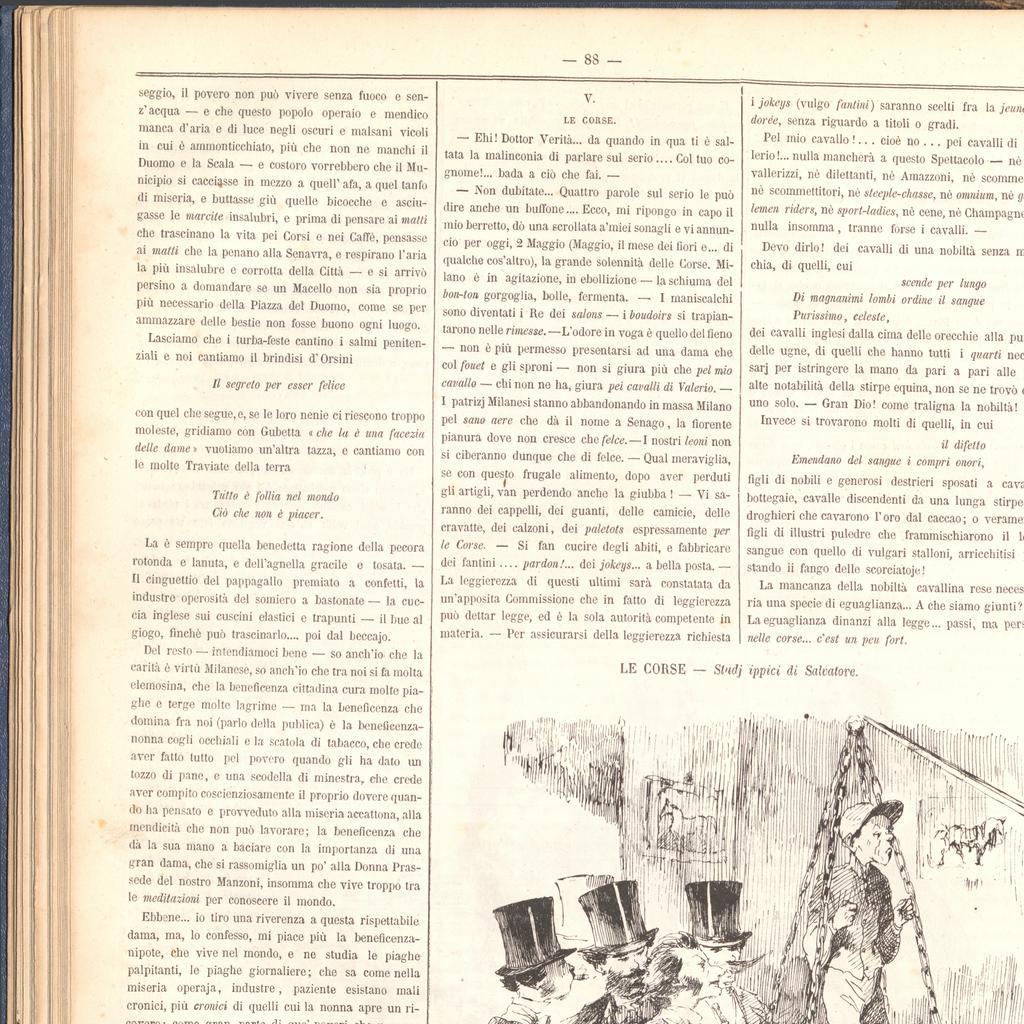 — 88 —
seggio, il povero non può vivere senza fuoco e sen-
z'acqua — e che questo popolo operaio e mendico
manca d'aria e di luce negli oscuri e malsani vicoli
in cui è ammonticchiato, più che non ne manchi il
Duomo e la Scala — e costoro vorrebbero che il Mu-
nicipio si cacciasse in mezzo a quell'afa, a quel tanfo
di miseria, e buttasse giù quelle bicocche e asciu-
gasse le marcite insalubri, e prima di pensare ai matti
che trascinano la vita pei Corsi e nei Caffè, pensasse
ai matti che la penano alla Senavra, e respirano l'aria
la più insalubre e corrotta della Città — e si arrivò
persino a domandare se un Macello non sia proprio
più necessario della Piazza del Duomo, come se per
ammazzare delle bestie non fosse buono ogni luogo.
Lasciamo che i turba-feste cantino i salmi peniten-
ziali e noi cantiamo il brindisi d'Orsini
Il segreto per esser felice
con quel che segue, e, se le loro nenie ci riescono troppo
moleste, gridiamo con Gubetta « che la è una facezia
delle dame » vuotiamo un'altra tazza, e cantiamo con
le molte Traviate della terra
Tutto è follia nel mondo
Ciò che non è piacer.
La è sempre quella benedetta ragione della pecora
rotonda e lanuta, e dell'agnella gracile e tosata. —
Il cinguettìo del pappagallo premiato a confetti, la
industre operosità del somiero a bastonate — la cuc-
cia inglese sui cuscini elastici e trapunti — il bue al
giogo, finchè può trascinarlo.... poi dal beccajo.
Del resto — intendiamoci bene — so anch'io che la
carità è virtù Milanese, so anch'io che tra noi si fa molta
elemosina, che la beneficenza cittadina cura molte pia-
ghe e terge molte lagrime — ma la beneficenza che
domina fra noi (parlo della publica) è la beneficenza-
nonna cogli occhiali e la scatola di tabacco, che crede
aver fatto tutto pel povero quando gli ha dato un
tozzo di pane, e una scodella di minestra, che crede
aver compito coscienziosamente il proprio dovere quan-
do ha pensato e provveduto alla miseria accattona, alla
mendicità che non può lavorare; la beneficenza che
dà la sua mano a baciare con la importanza di una
gran dama, che si rassomiglia un po' alla Donna Pras-
sede del nostro Manzoni, insomma che vive troppo tra
le meditazioni per conoscere il mondo.
Ebbene... io tiro una riverenza a questa rispettabile
dama, ma, lo confesso, mi piace più la beneficenza-
nipote, che vive nel mondo, e ne studia le piaghe
palpitanti, le piaghe giornaliere; che sa come nella
miseria operaja, industre, paziente esistano mali
cronici, più cronici di quelli cui la nonna apre un ri-
covero; come gran parte di que' poveri che
V.
LE CORSE.
— Ehi! Dottor Verità... da quando in qua ti è sal-
tata la malinconia di parlare sul serio.... Col tuo co-
gnome!... bada a ciò che fai. —
— Non dubitate... Quattro parole sul serio le può
dire anche un buffone.... Ecco, mi ripongo in capo il
mio berretto, dò una scrollata a'miei sonagli e vi annun-
cio per oggi, 2 Maggio (Maggio, il mese dei fiori e... di
qualche cos'altro), la grande solennità delle Corse. Mi-
lano è in agitazione, in ebollizione — la schiuma del
bon-ton gorgoglia, bolle, fermenta. — I maniscalchi
sono diventati i Re dei salons — i boudoirs si trapian-
tarono nelle rimesse. — L'odore in voga è quello del fieno
— non è più permesso presentarsi ad una dama che
col fouet e gli sproni — non si giura più che pel mio
cavallo — chi non ne ha, giura pei cavalli di Valerio. —
I patrizj Milanesi stanno abbandonando in massa Milano
pel sano aere che dà il nome a Senago, la fiorente
pianura dove non cresce che felce. — I nostri leoni non
si ciberanno dunque che di felce. — Qual meraviglia,
se con questo frugale alimento, dopo aver perduti
gli artigli, van perdendo anche la giubba! — Vi sa-
ranno dei cappelli, dei guanti, delle camicie, delle
cravatte, dei calzoni, dei paletots espressamente per
le Corse. — Si fan cucire degli abiti, e fabbricare
dei fantini .... pardon!... dei jokeys... a bella posta. —
La leggierezza di questi ultimi sarà constatata da
un'apposita Commissione che in fatto di leggierezza
può dettar legge, ed è la sola autorità competente in
materia. — Per assicurarsi della leggierezza richiesta
i jokeys (vulgo fantini) saranno scelti fra la jeun
dorée, senza riguardo a titoli o gradi.
Pel mio cavallo!... cioè no... pei cavalli di
lerio!... nulla mancherà a questo Spettacolo — nè
vallerizzi, nè dilettanti, nè Amazzoni, nè scomme
nè scommettitori, nè steeple-chasse, nè omnium, nè g
lemen riders, nè sport-ladies, nè cene, nè Champagne
nulla insomma, tranne forse i cavalli. —
Devo dirlo! dei cavalli di una nobiltà senza m
chia, di quelli, cui
scende per lungo
Di magnanimi lombi ordine il sangue
Purissimo, celeste,
dei cavalli inglesi dalla cima delle orecchie alla pu
delle ugne, di quelli che hanno tutti i quarti nec
sarj per istringere la mano da pari a pari alle
alte notabilità della stirpe equina, non se ne trovò
uno solo. — Gran Dio! come traligna la nobiltà!
Invece si trovarono molti di quelli, in cui
il difetto
Emendano del sangue i compri onori,
figli di nobili e generosi destrieri sposati a cava
bottegaie, cavalle discendenti da una lunga stirpe
droghieri che cavarono l'oro dal caccao; o verame
figli di illustri puledre che frammischiarono il l
sangue con quello di vulgari stalloni, arricchitisi
stando il fango delle scorciatoje!
La mancanza della nobiltà cavallina rese neces
ria una specie di eguaglianza... A che siamo giunti?
La eguaglianza dinanzi alla legge... passi, ma pers
nelle corse... c'est un peu fort.
LE CORSE — Studj ippici di Salvatore.